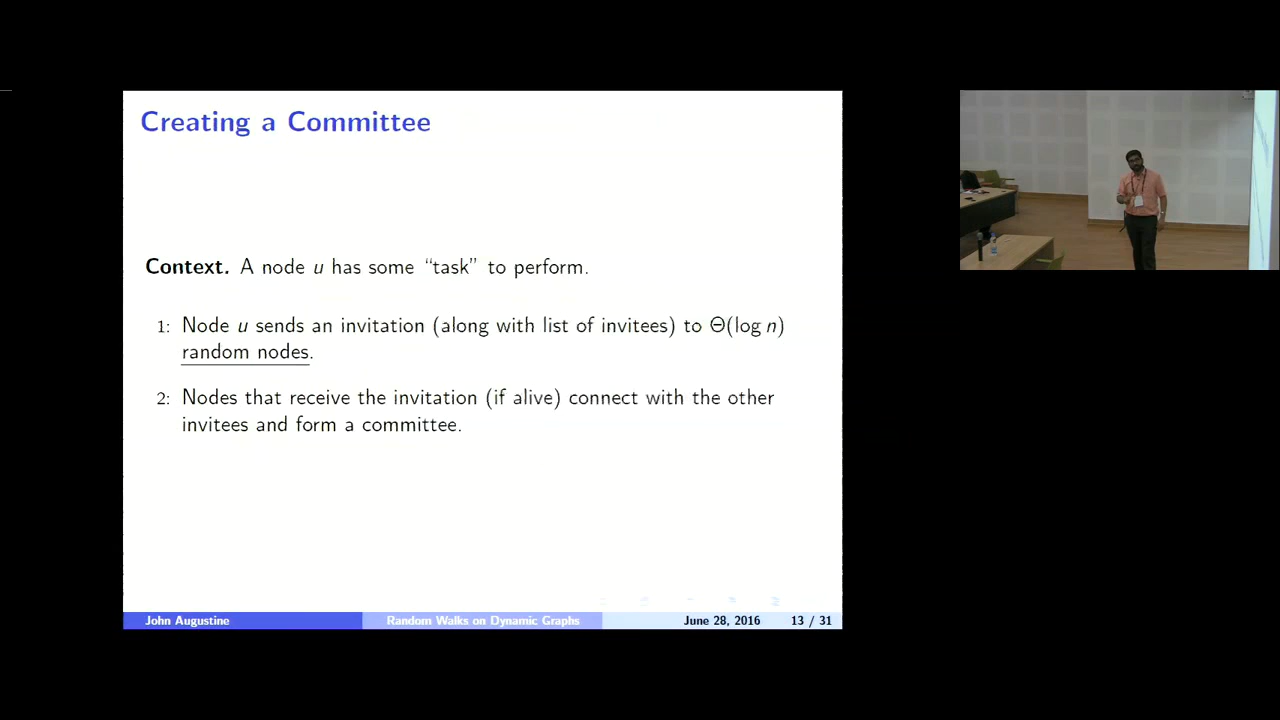 Creating a Committee
Context. A node u has some “task” to perform.
1: Node u sends an invitation (along with list of invitees) to Θ(log n)
random nodes.
2: Nodes that receive the invitation (if alive) connect with the other
invitees and form a committee.
John Augustine Random Walks on Dynamic Graphs June 28, 2016 13 / 31